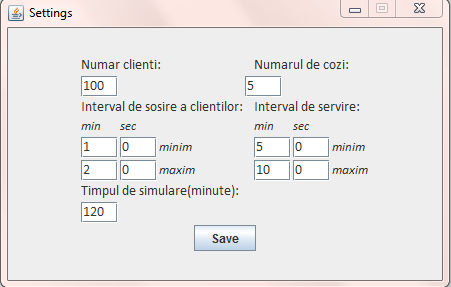 Settings
Numar clienti: Numarul de cozi:
100 5
Interval de sosire a clientilor: Interval de servire:
min sec min sec
1 0 minim 5 0 minim
2 0 maxim 10 0 maxim
Timpul de simulare(minute):
120
Save